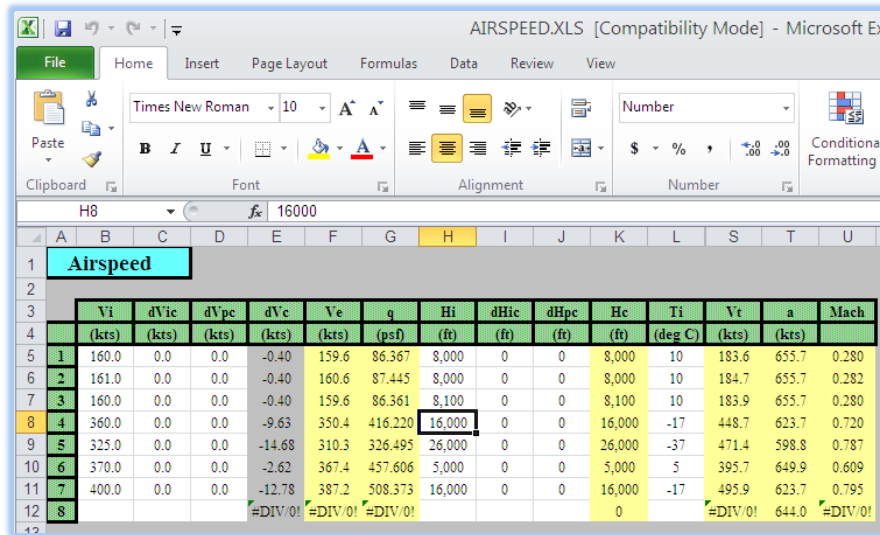 AIRSPEED.XLS [Compatibility Mode] - Microsoft Ex
File Home Insert Page Layout Formulas Data Review View
Times New Roman 10 A A Number
Paste B I U A $ % , .00 .00 Conditiona
Formatting
Clipboard Font Alignment Number
H8 fx 16000
A B C D E F G H I J K L S T U
1 Airspeed
2
3 Vi dVic dVpc dVc Ve q Hi dHic dHpc Hc Ti Vt a Mach
4 (kts) (kts) (kts) (kts) (kts) (psf) (ft) (ft) (ft) (ft) (deg C) (kts) (kts)
5 1 160.0 0.0 0.0 -0.40 159.6 86.367 8,000 0 0 8,000 10 183.6 655.7 0.280
6 2 161.0 0.0 0.0 -0.40 160.6 87.445 8,000 0 0 8,000 10 184.7 655.7 0.282
7 3 160.0 0.0 0.0 -0.40 159.6 86.361 8,100 0 0 8,100 10 183.9 655.7 0.280
8 4 360.0 0.0 0.0 -9.63 350.4 416.220 16,000 0 0 16,000 -17 448.7 623.7 0.720
9 5 325.0 0.0 0.0 -14.68 310.3 326.495 26,000 0 0 26,000 -37 471.4 598.8 0.787
10 6 370.0 0.0 0.0 -2.62 367.4 457.606 5,000 0 0 5,000 5 395.7 649.9 0.609
11 7 400.0 0.0 0.0 -12.78 387.2 508.373 16,000 0 0 16,000 -17 495.9 623.7 0.795
12 8 #DIV/0! #DIV/0! #DIV/0! 0 #DIV/0! 644.0 #DIV/0!